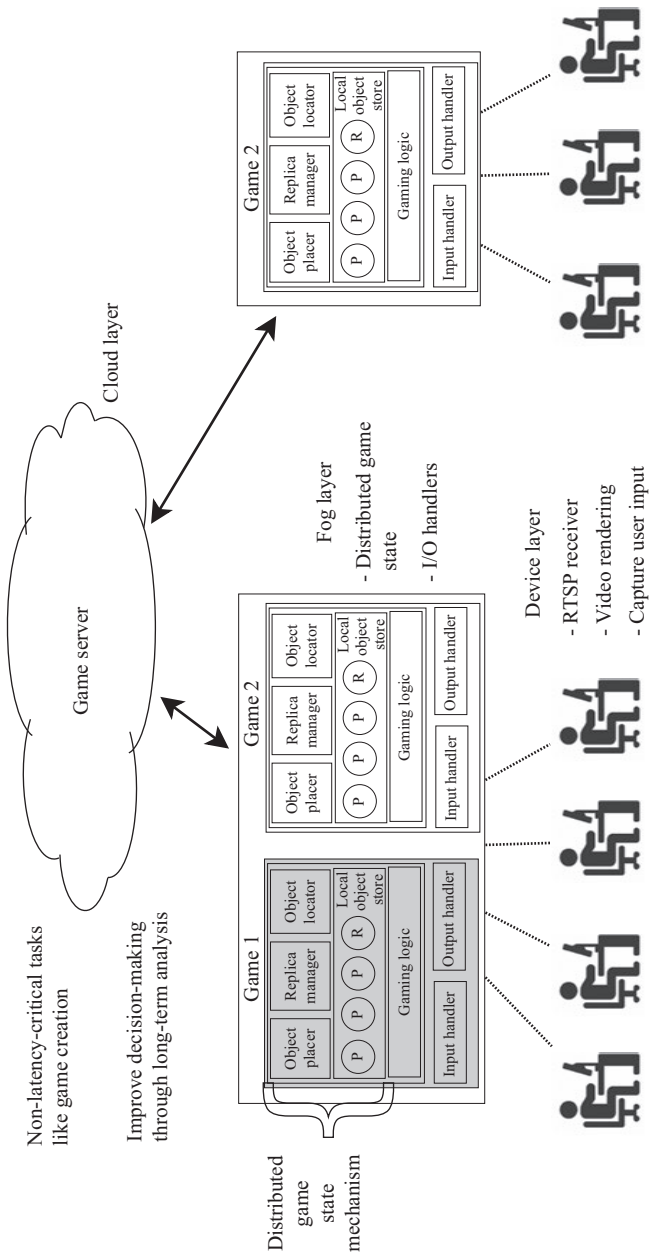 Non-latency-critical tasks
like game creation
Improve decision-making
through long-term analysis
Game server
Cloud layer
Distributed
game
state
mechanism
Game 1
Object
placer
Replica
manager
Object
locator
P
P
P
R
Local
object
store
Gaming logic
Input handler
Output handler
Game 2
Object
placer
Replica
manager
Object
locator
P
P
P
R
Local
object
store
Gaming logic
Input handler
Output handler
Fog layer
- Distributed game
state
- I/O handlers
Game 2
Object
placer
Replica
manager
Object
locator
P
P
P
R
Local
object
store
Gaming logic
Input handler
Output handler
Device layer
- RTSP receiver
- Video rendering
- Capture user input